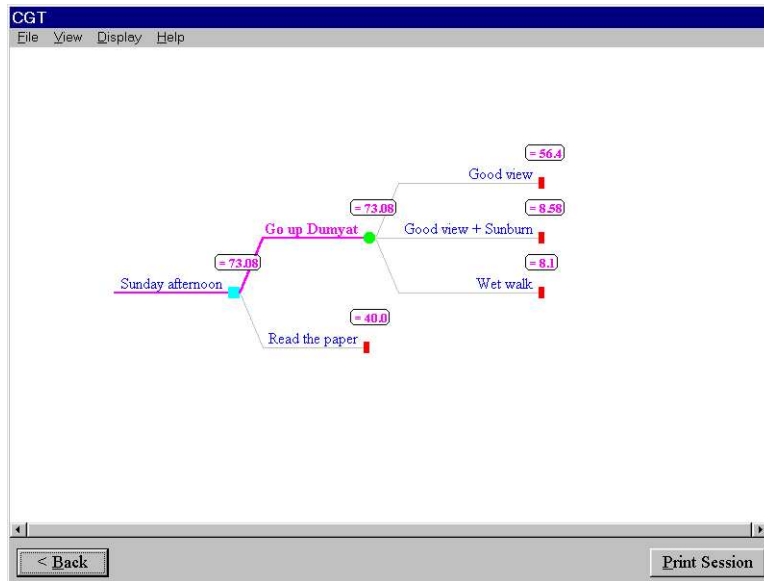 CGT
File View Display Help
= 56.4
Good view
= 73.08
= 8.58
Go up Dumyat
Good view + Sunburn
= 73.08
= 8.1
Sunday afternoon
Wet walk
= 40.0
Read the paper
< Back
Print Session